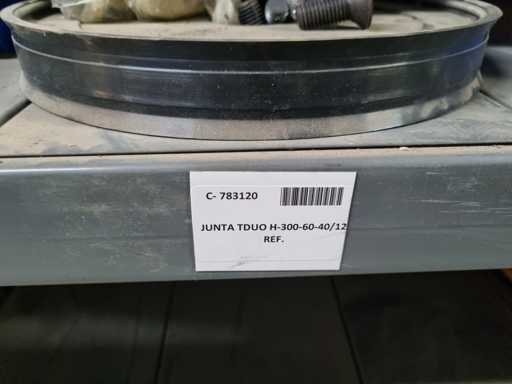 C- 783120
JUNTA TDUO H-300-60-40/12
REF.